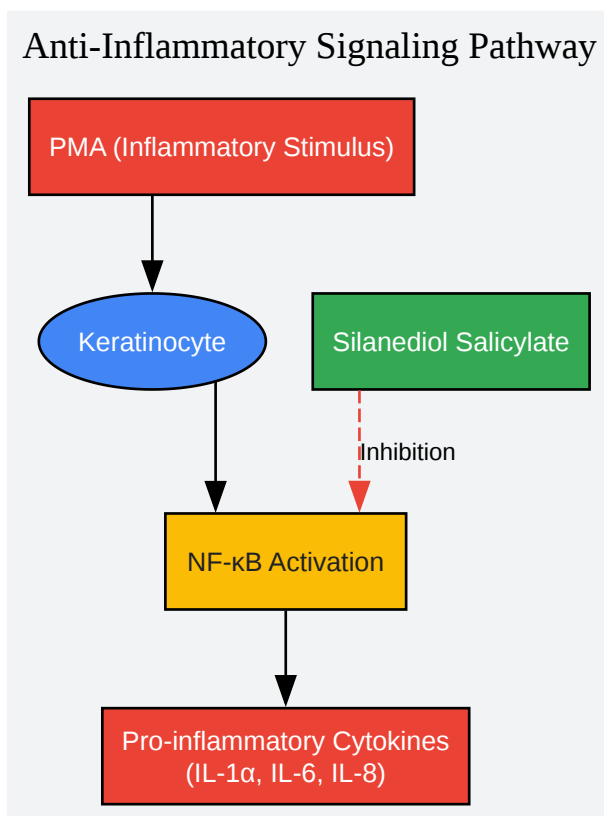 Anti-Inflammatory Signaling Pathway
PMA (Inflammatory Stimulus)
Keratinocyte
Silanediol Salicylate
Inhibition
NF-κB Activation
Pro-inflammatory Cytokines
(IL-1α, IL-6, IL-8)